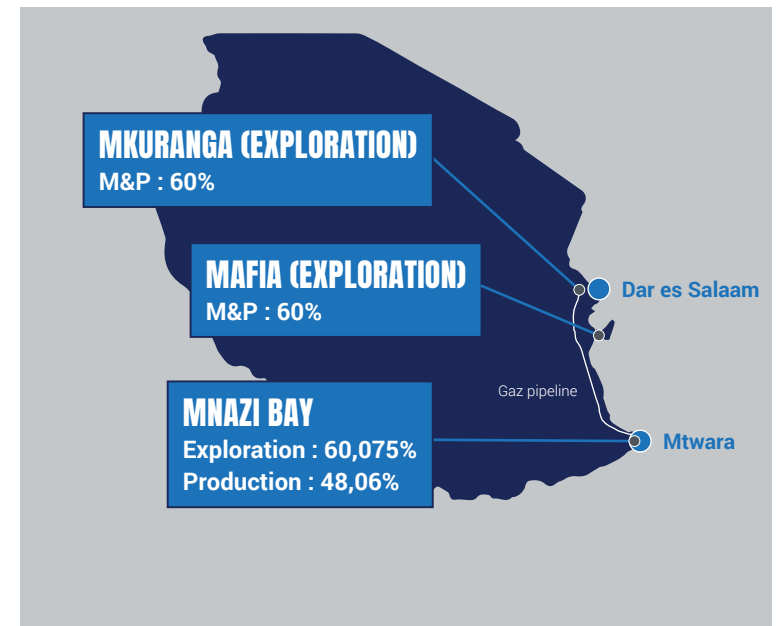 MKURANGA (EXPLORATION)
M&P : 60%
MAFIA (EXPLORATION)
M&P : 60%
Dar es Salaam
Gaz pipeline
MNAZI BAY
Exploration : 60,075%
Production : 48,06%
Mtwara